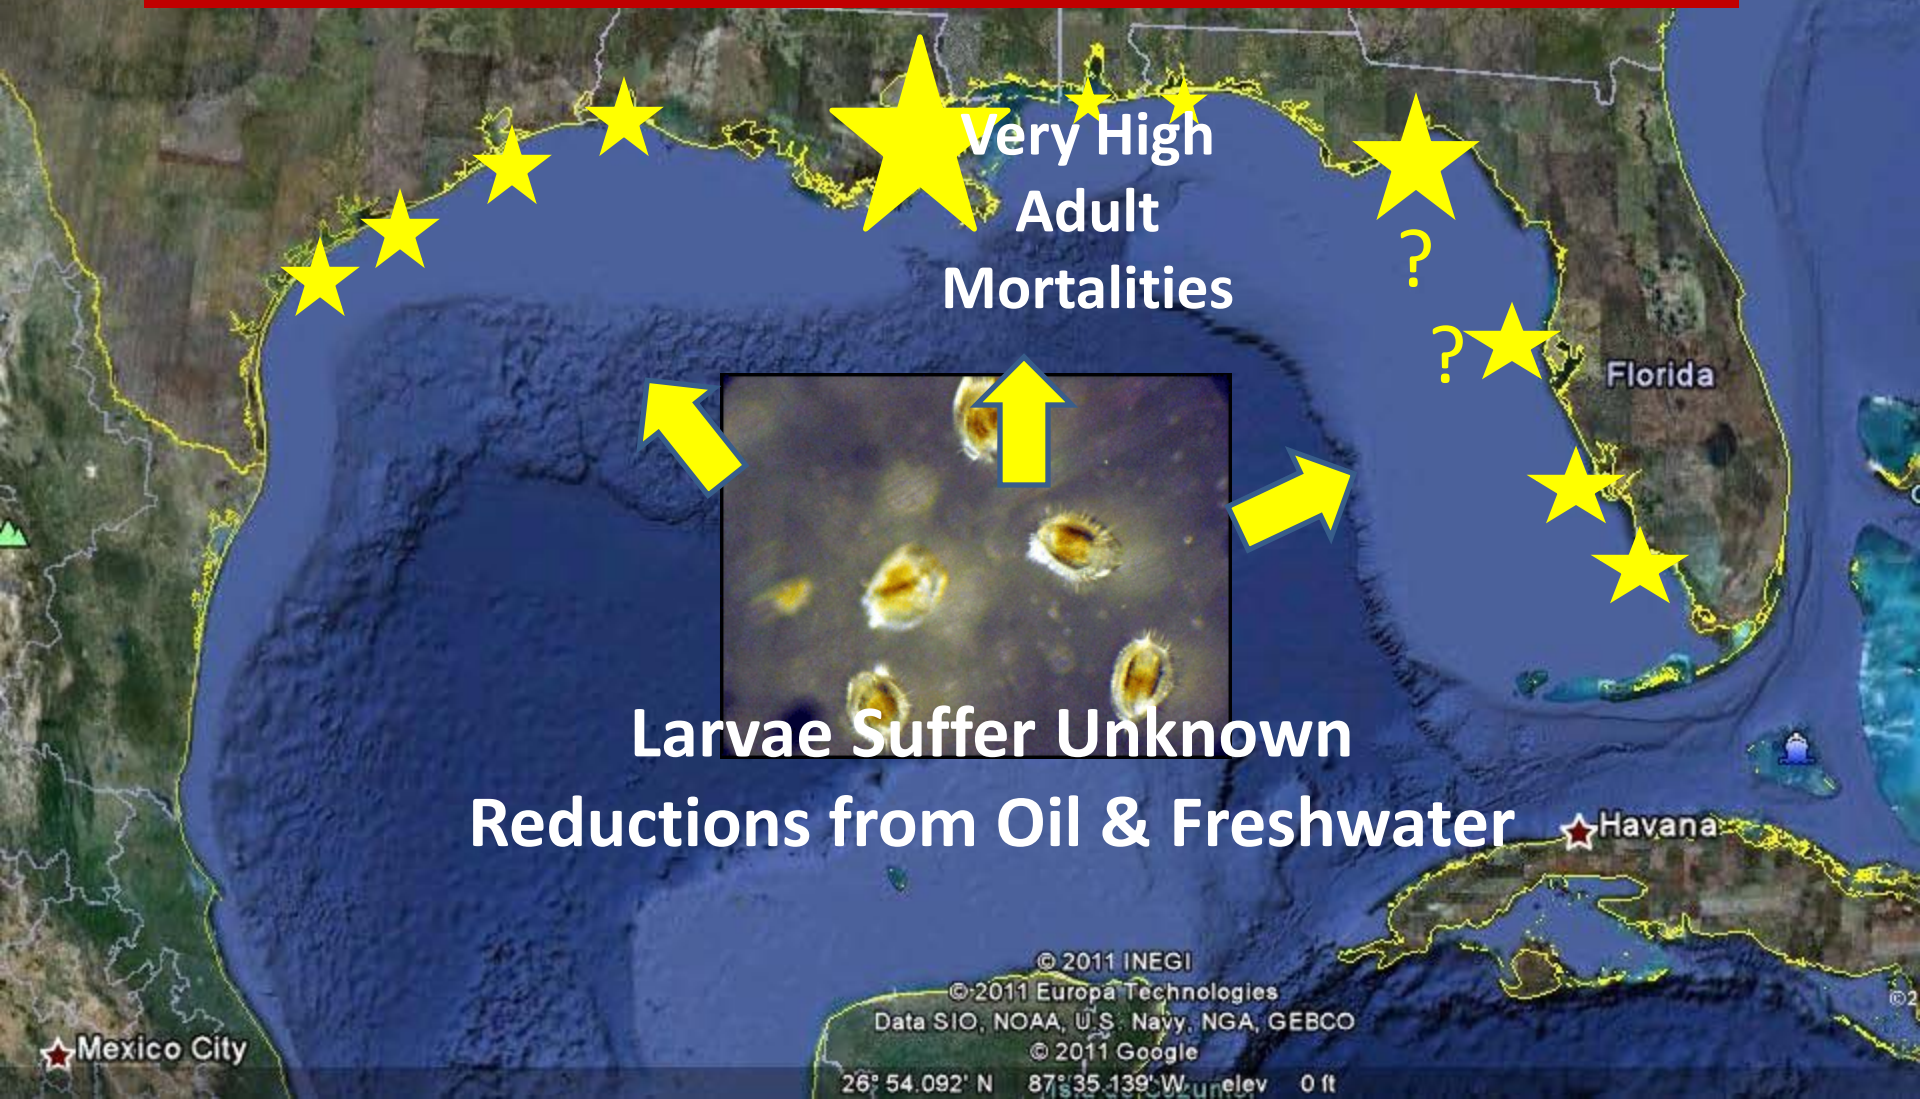 Very High
Adult
Mortalities
?
?
Florida
Larvae Suffer Unknown
Reductions from Oil & Freshwater
Havana
© 2011 INEGI
© 2011 Europa Technologies
Data SIO, NOAA, U.S. Navy, NGA, GEBCO
© 2011 Google
Mexico City
26° 54.092' N 87° 35.139' W elev 0 ft